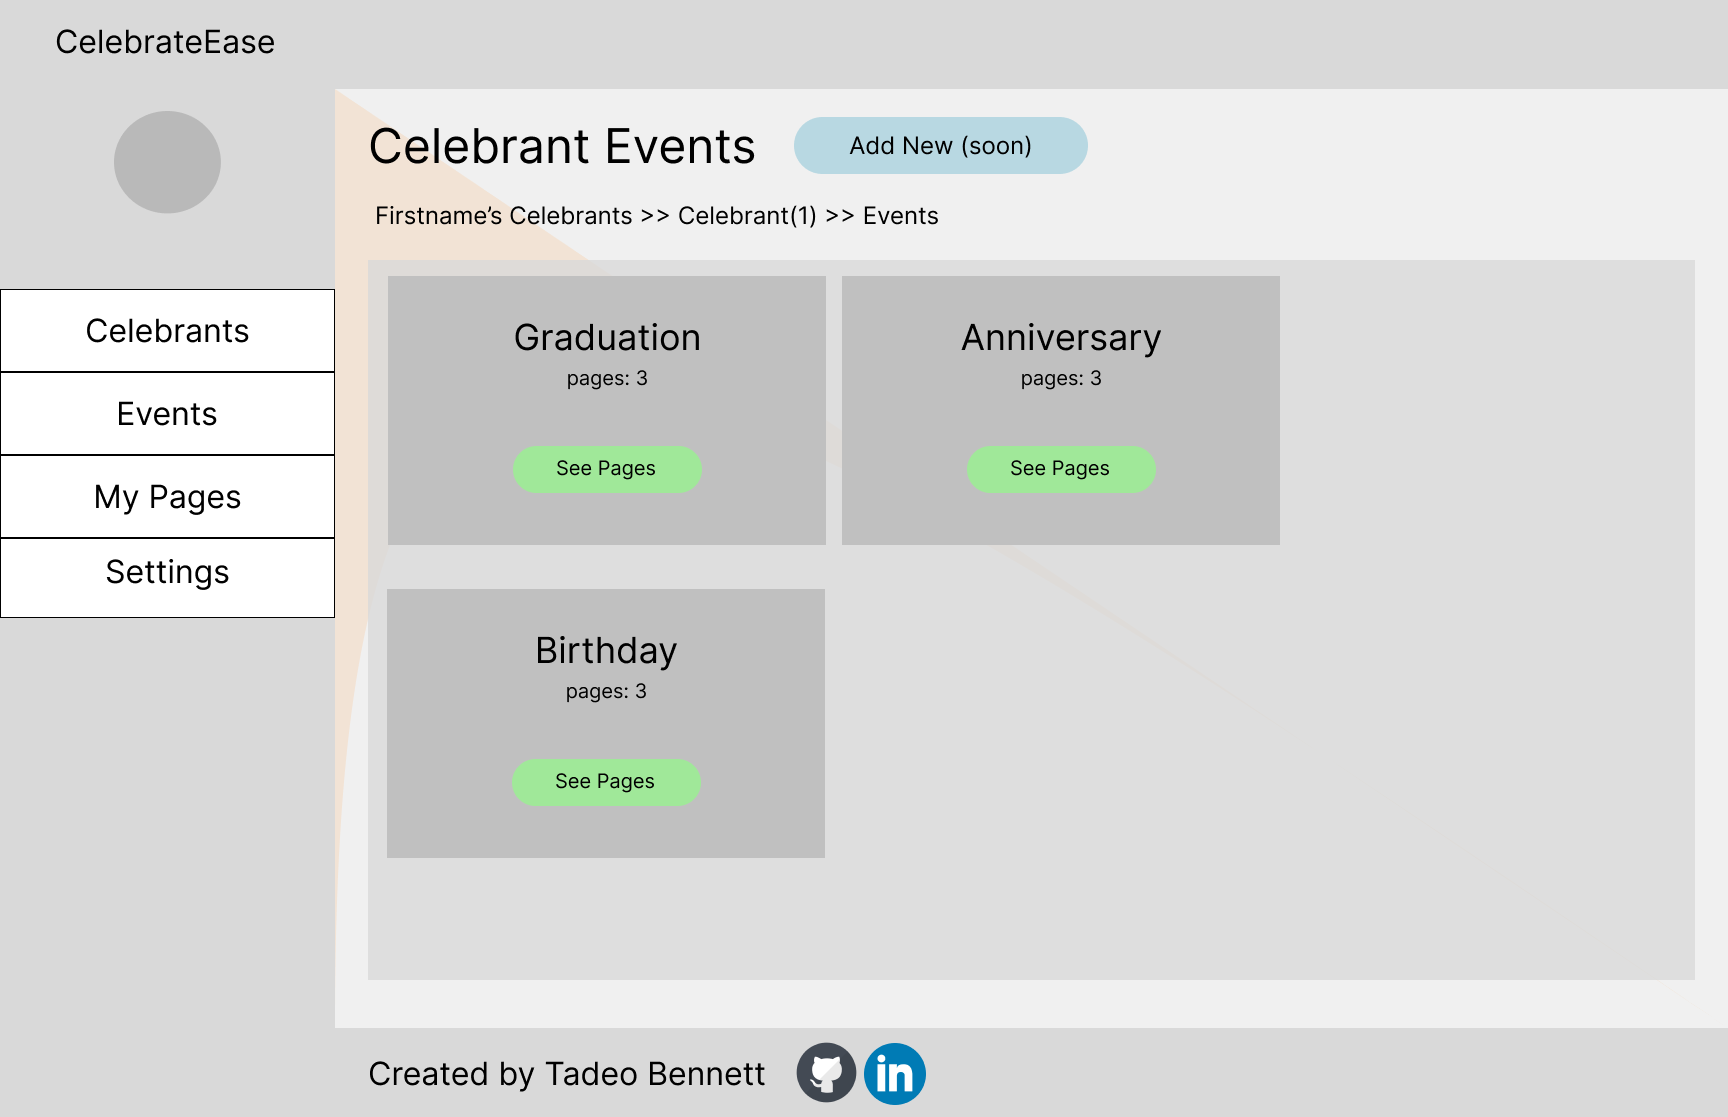 CelebrateEase
Celebrants
Events
My Pages
Settings
Celebrant Events
Add New (soon)
Firstname’s Celebrants >> Celebrant(1) >> Events
Graduation
pages: 3
See Pages
Anniversary
pages: 3
See Pages
Birthday
pages: 3
See Pages
Created by Tadeo Bennett
in